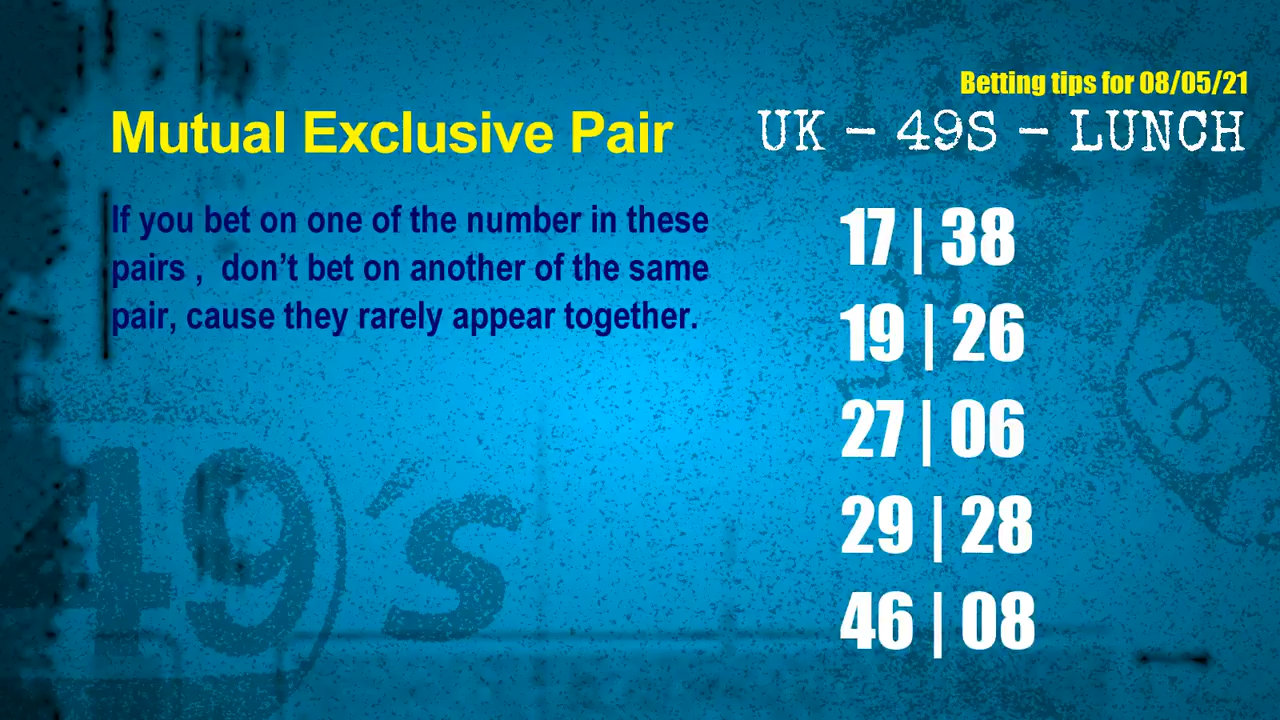 Betting tips for 08/05/21
Mutual Exclusive Pair
UK - 49S - LUNCH
If you bet on one of the number in these
pairs ,  don't bet on another of the same
pair, cause they rarely appear together.
17 | 38
19 | 26
27 | 06
29 | 28
46 | 08
28
49's